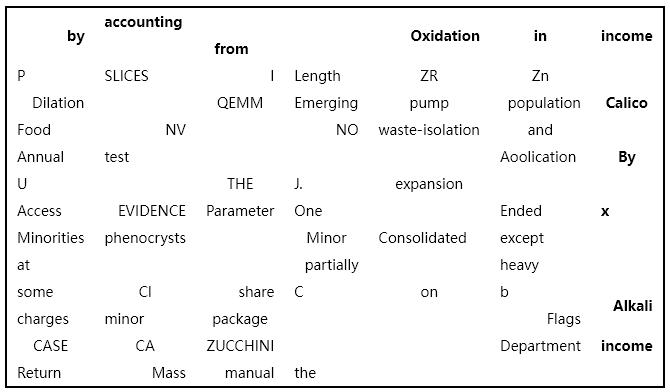 accounting
by from Oxidation in income
P SLICES I Length ZR Zn
Dilation QEMM Emerging pump population Calico
Food NV NO waste-isolation and
Annual test Aoolication By
U THE J. expansion
Access EVIDENCE Parameter One Ended x
Minorities phenocrysts Minor Consolidated except
at partially heavy
some CI share C on b
Alkali
charges minor package Flags
CASE CA ZUCCHINI Department income
Return Mass manual the